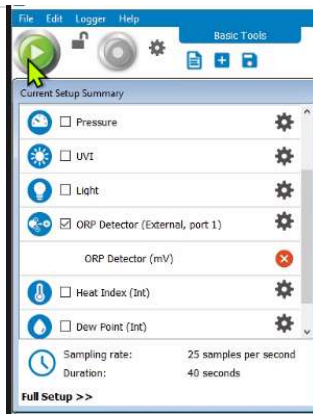 File Edit Logger Help
Basic Tools
Current Setup Summary
Pressure
UVI
Light
ORP Detector (External, port 1)
ORP Detector (mV)
Heat Index (Int)
Dew Point (Int)
Sampling rate: 25 samples per second
Duration: 40 seconds
Full Setup >>